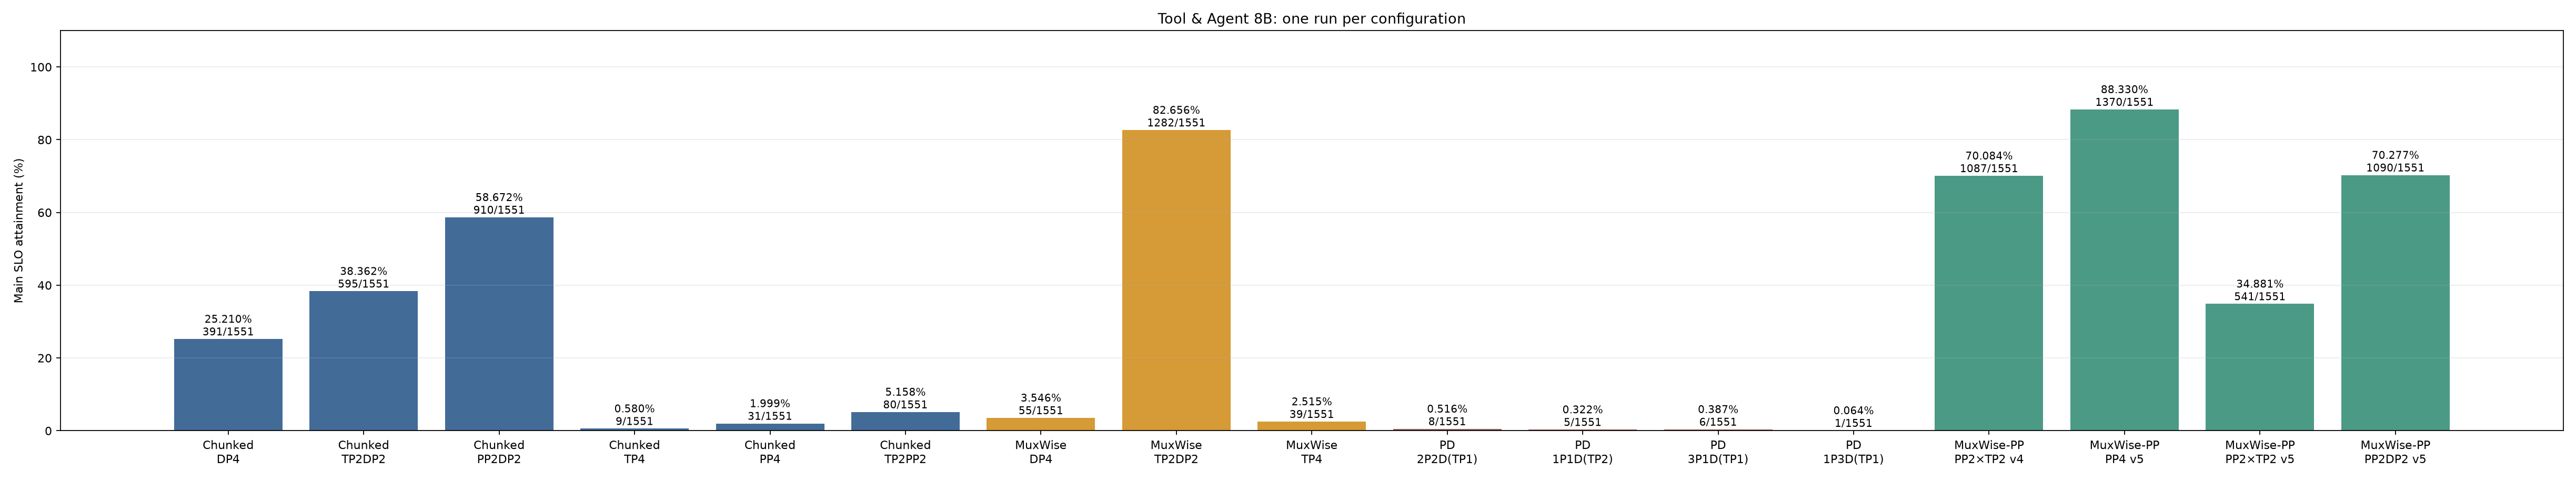 Tool & Agent 8B: one run per configuration
Main SLO attainment (%)
100
80
60
40
20
0
25.210%
391/1551
38.362%
595/1551
58.672%
910/1551
0.580%
9/1551
1.999%
31/1551
5.158%
80/1551
3.546%
55/1551
82.656%
1282/1551
2.515%
39/1551
0.516%
8/1551
0.322%
5/1551
0.387%
6/1551
0.064%
1/1551
70.084%
1087/1551
88.330%
1370/1551
34.881%
541/1551
70.277%
1090/1551
Chunked
DP4
Chunked
TP2DP2
Chunked
PP2DP2
Chunked
TP4
Chunked
PP4
Chunked
TP2PP2
MuxWise
DP4
MuxWise
TP2DP2
MuxWise
TP4
PD
2P2D(TP1)
PD
1P1D(TP2)
PD
3P1D(TP1)
PD
1P3D(TP1)
MuxWise-PP
PP2×TP2 v4
MuxWise-PP
PP4 v5
MuxWise-PP
PP2×TP2 v5
MuxWise-PP
PP2DP2 v5